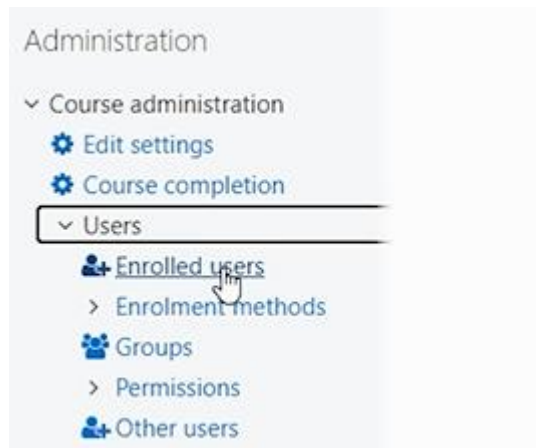 Administration
Course administration
Edit settings
Course completion
Users
Enrolled users
Enrolment methods
Groups
Permissions
Other users